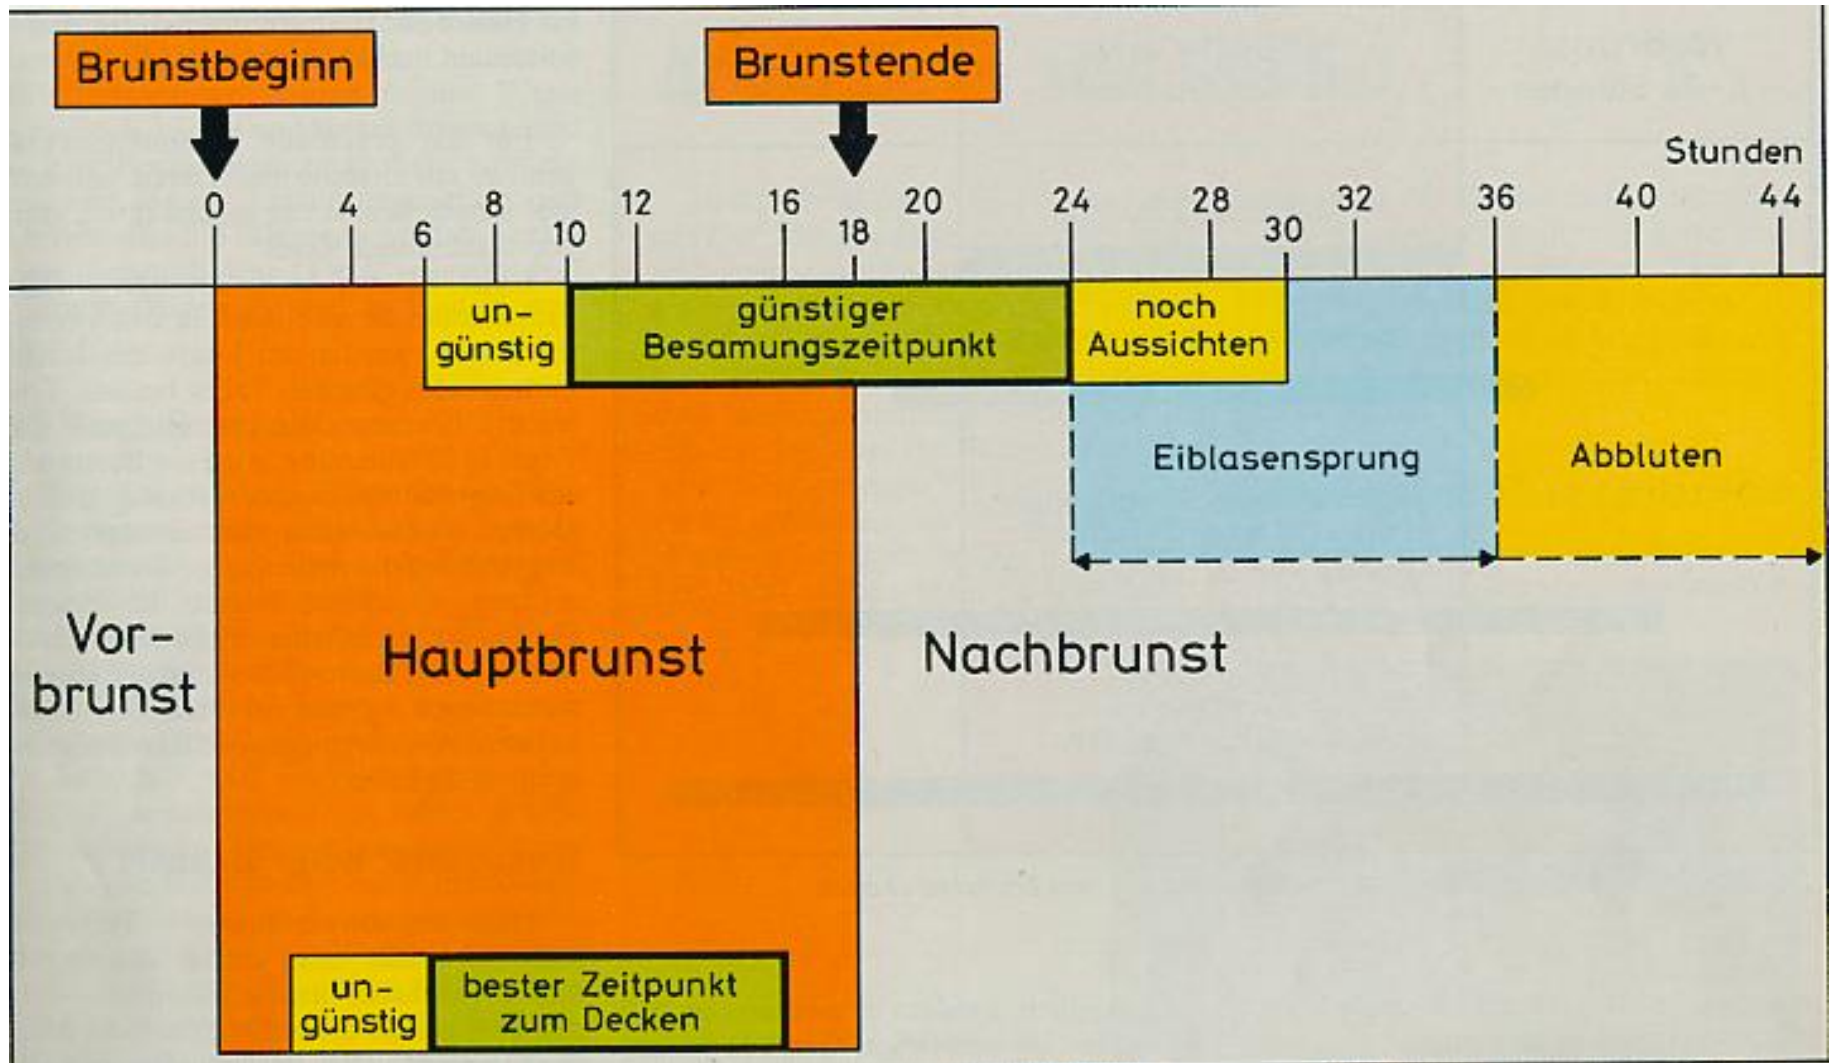 Brunstbeginn
Brunstende
Stunden
0 4 8 12 16 20 24 28 32 36 40 44
6 10 18 30
un-
günstig
günstiger
Besamungszeitpunkt
noch
Aussichten
Eiblasensprung
Abbluten
Vor-
brunst
Hauptbrunst
Nachbrunst
un-
günstig
bester Zeitpunkt
zum Decken